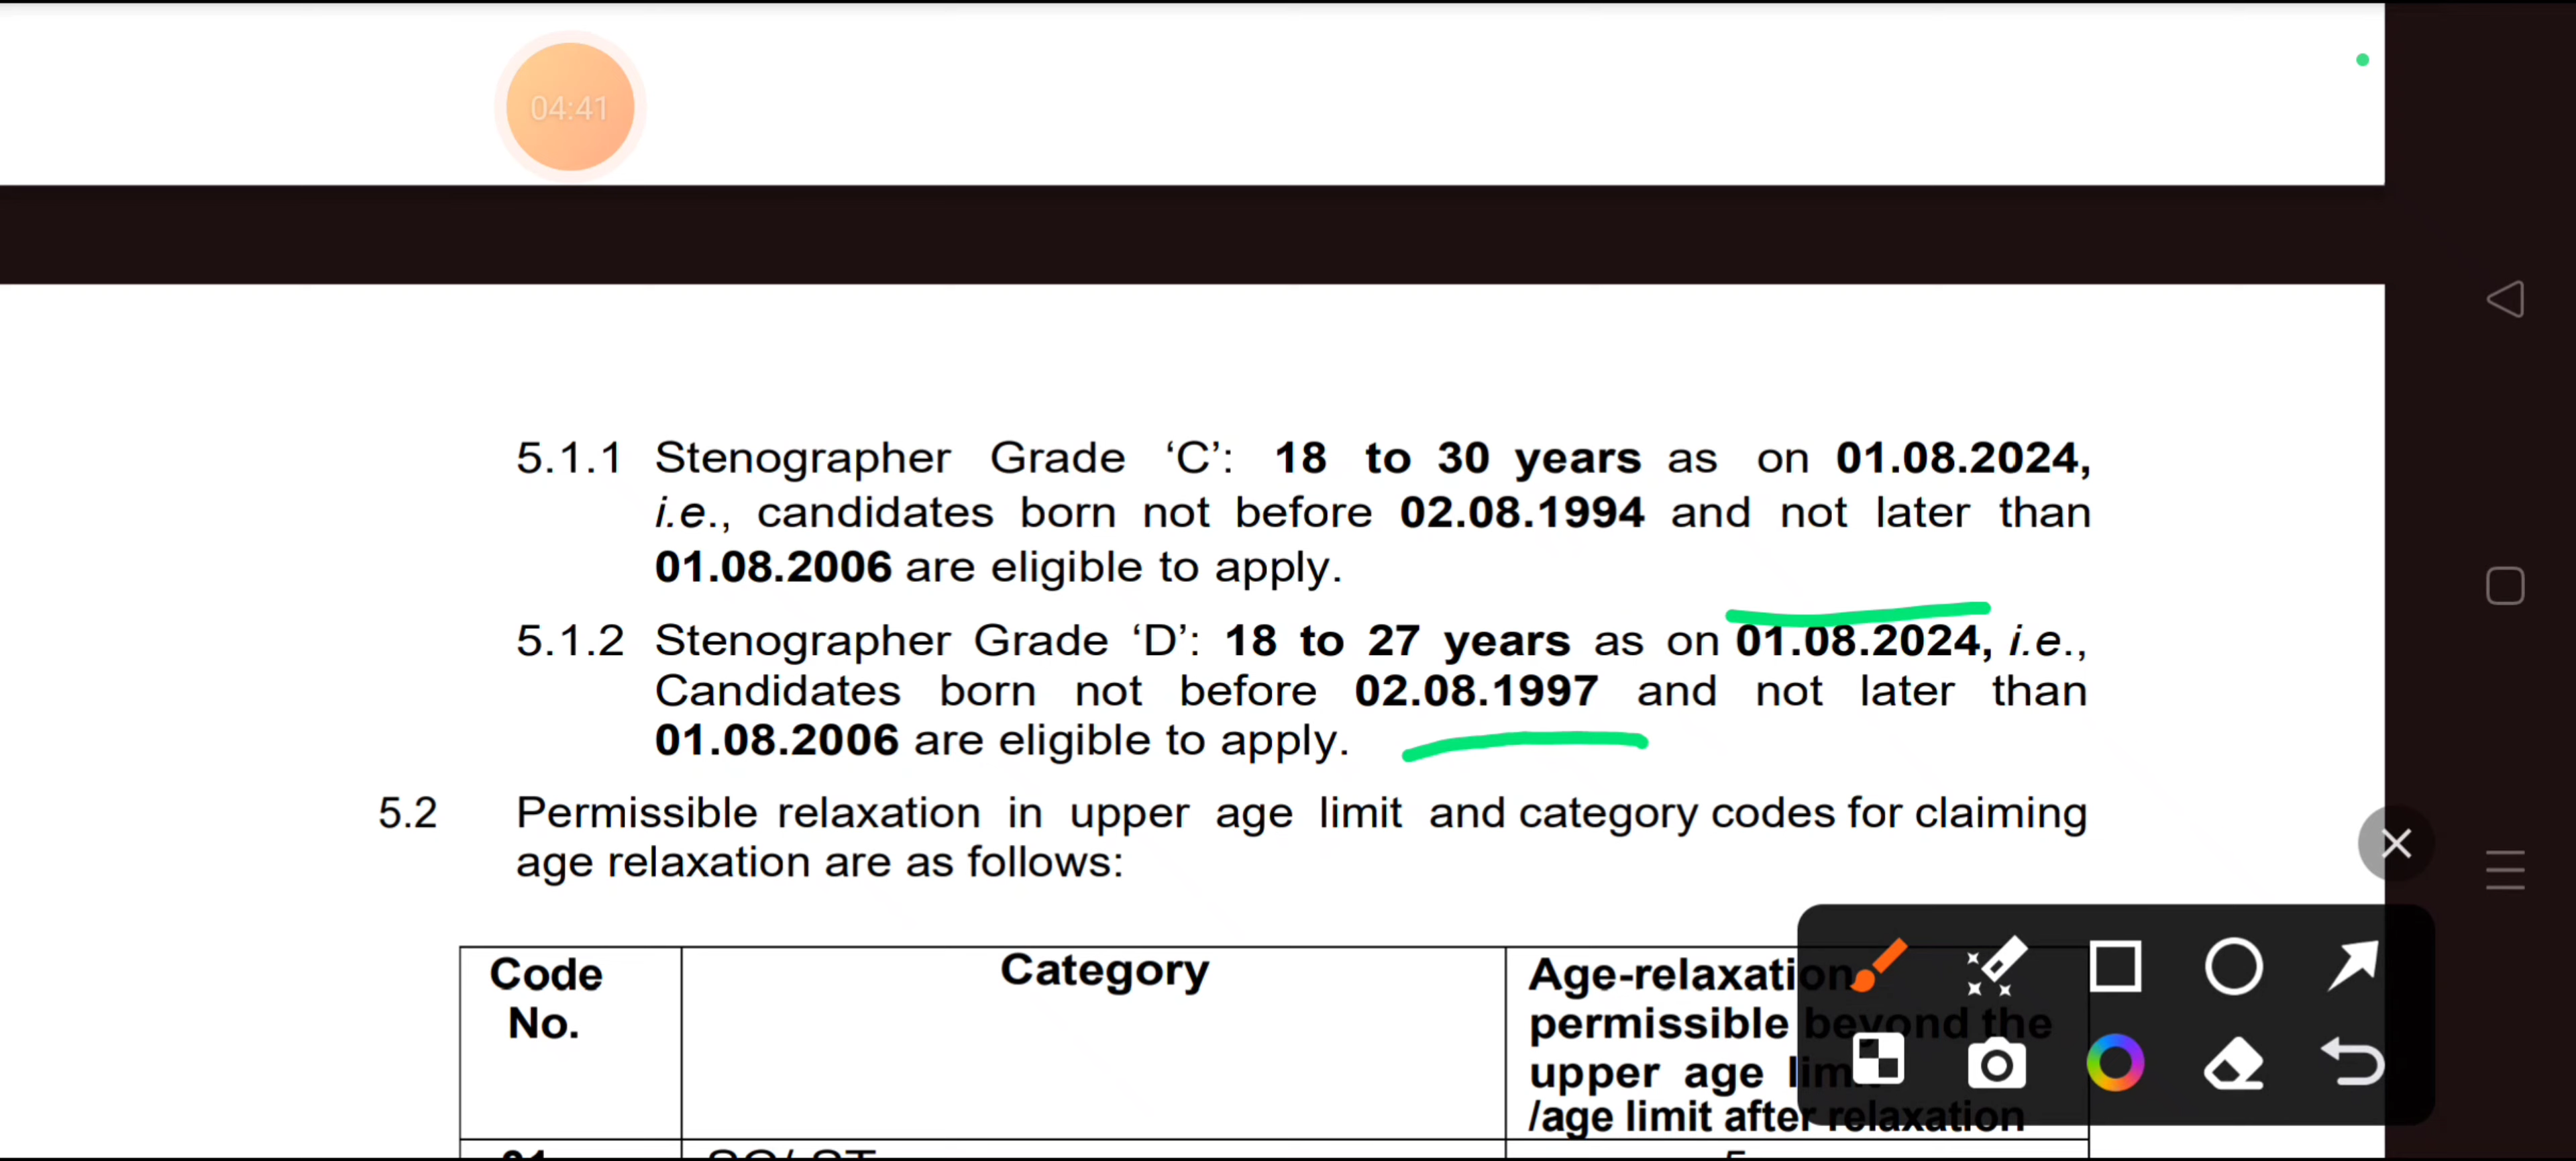 04:41
5.1.1 Stenographer Grade ‘C’: 18 to 30 years as on 01.08.2024,
i.e., candidates born not before 02.08.1994 and not later than
01.08.2006 are eligible to apply.
5.1.2 Stenographer Grade ‘D’: 18 to 27 years as on 01.08.2024, i.e.,
Candidates born not before 02.08.1997 and not later than
01.08.2006 are eligible to apply.
5.2 Permissible relaxation in upper age limit and category codes for claiming
age relaxation are as follows:
Code
No.
Category
Age-relaxation
permissible beyond the
upper age
/age limit after relaxation